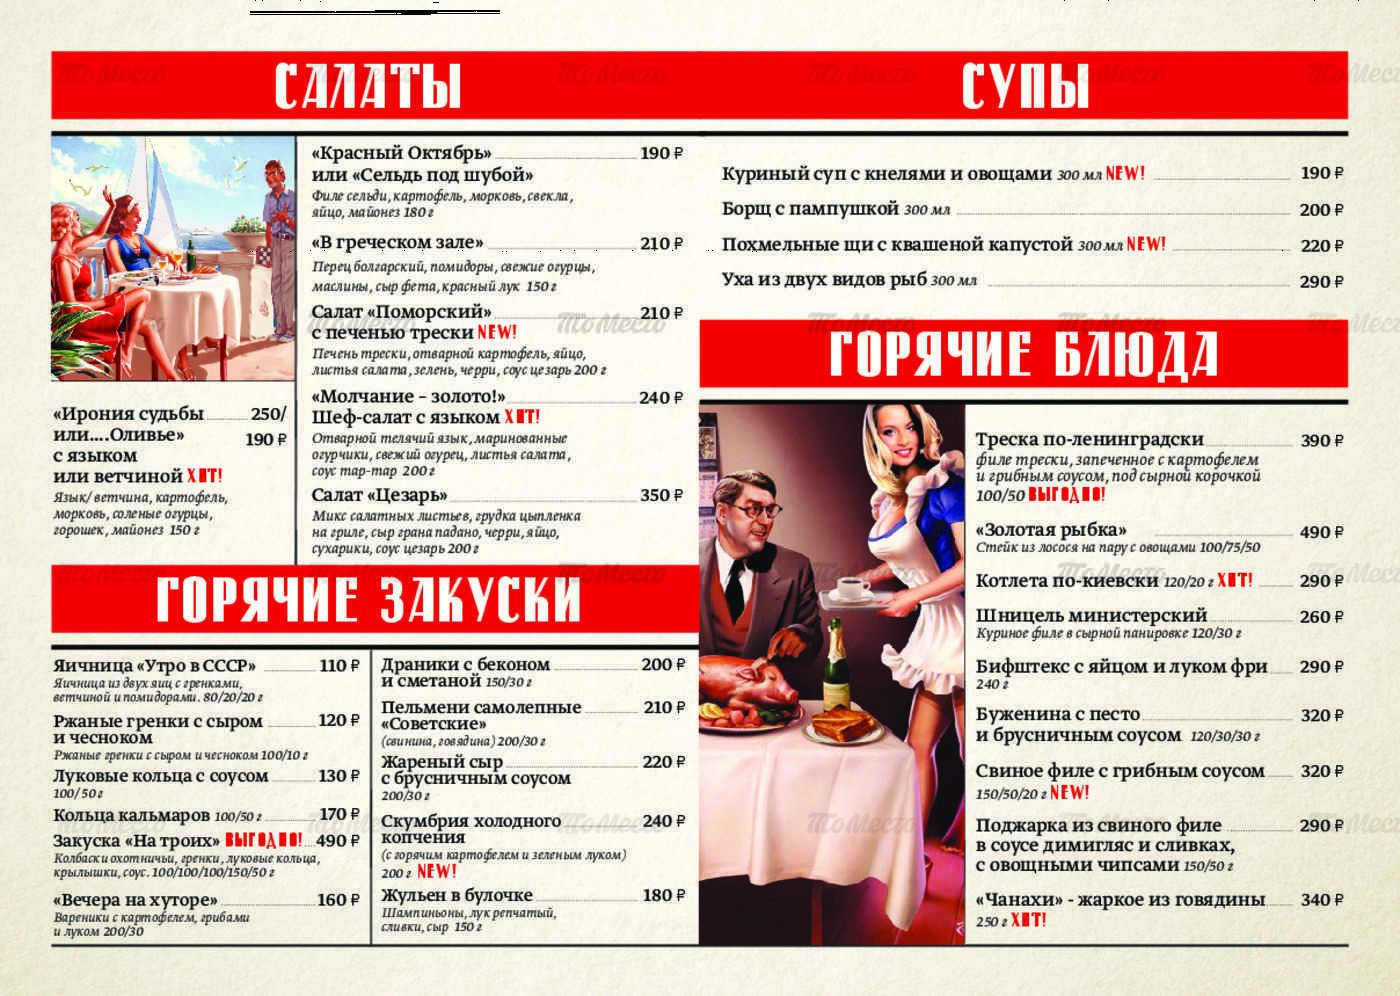 САЛАТЫ
«Ирония судьбы 250/
или....Оливье» 190 ₽
с языком
или ветчиной ХИТ!
Язык/ ветчина, картофель,
морковь, соленые огурцы,
горошек, майонез 150 г
«Красный Октябрь» 190 ₽
или «Сельдь под шубой»
Филе сельди, картофель, морковь, свекла,
яйцо, майонез 180 г
«В греческом зале» 210 ₽
Перец болгарский, помидоры, свежие огурцы,
маслины, сыр фета, красный лук 150 г
Салат «Поморский» 210 ₽
с печенью трески NEW!
Печень трески, отварной картофель, яйцо,
листья салата, зелень, черри, соус цезарь 200 г
«Молчание – золото!» 240 ₽
Шеф-салат с языком ХИТ!
Отварной телячий язык, маринованные
огурчики, свежий огурец, листья салата,
соус тар-тар 200 г
Салат «Цезарь» 350 ₽
Микс салатных листьев, грудка цыпленка
на гриле, сыр грана падано, черри, яйцо,
сухарики, соус цезарь 200 г
ГОРЯЧИЕ ЗАКУСКИ
Яичница «Утро в СССР» 110 ₽
Яичница из двух яиц с гренками,
ветчиной и помидорами. 80/20/20 г
Ржаные гренки с сыром 120 ₽
и чесноком
Ржаные гренки с сыром и чесноком 100/10 г
Луковые кольца с соусом 130 ₽
100/50 г
Кольца кальмаров 100/50 г 170 ₽
Закуска «На троих» ВЫГОДНО! 490 ₽
Колбаски охотничьи, гренки, луковые кольца,
крылышки, соус. 100/100/100/150/50 г
«Вечера на хуторе» 160 ₽
Вареники с картофелем, грибами
и луком 200/30
Драники с беконом 200 ₽
и сметаной 150/30 г
Пельмени самолепные 210 ₽
«Советские»
(свинина, говядина) 200/30 г
Жареный сыр 220 ₽
с брусничным соусом
200/30 г
Скумбрия холодного 240 ₽
копчения
(с горячим картофелем и зеленым луком)
200 г NEW!
Жульен в булочке 180 ₽
Шампиньоны, лук репчатый,
сливки, сыр 150 г
СУПЫ
Куриный суп с кнелями и овощами 300 мл NEW! 190 ₽
Борщ с пампушкой 300 мл 200 ₽
Похмельные щи с квашеной капустой 300 мл NEW! 220 ₽
Уха из двух видов рыб 300 мл 290 ₽
ГОРЯЧИЕ БЛЮДА
Треска по-ленинградски 390 ₽
филе трески, запеченное с картофелем
и грибным соусом, под сырной корочкой
100/50 ВЫГОДНО!
«Золотая рыбка» 490 ₽
Стейк из лосося на пару с овощами 100/75/50
Котлета по-киевски 120/20 г ХИТ! 290 ₽
Шницель министерский 260 ₽
Куриное филе в сырной панировке 120/30 г
Бифштекс с яйцом и луком фри 290 ₽
240 г
Буженина с песто 320 ₽
и брусничным соусом 120/30/30 г
Свиное филе с грибным соусом 320 ₽
150/50/20 г NEW!
Поджарка из свиного филе 290 ₽
в соусе димигляс и сливках,
с овощными чипсами 150/50 г
«Чанахи» - жаркое из говядины 340 ₽
250 г ХИТ!
ТоМесто